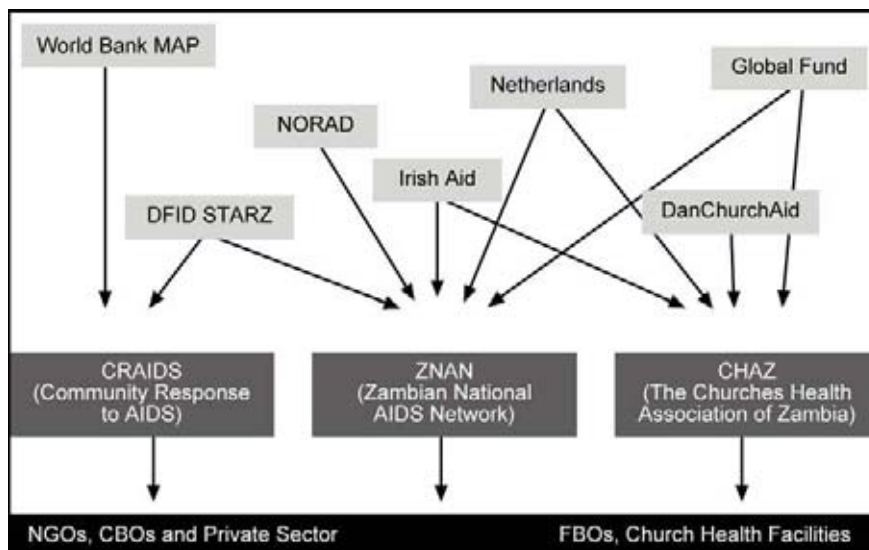 World Bank MAP
Global Fund
Netherlands
NORAD
Irish Aid
DFID STARZ
DanChurchAid
CRAIDS
(Community Response
to AIDS)
ZNAN
(Zambian National
AIDS Network)
CHAZ
(The Churches Health
Association of Zambia)
NGOs, CBOs and Private Sector
FBOs, Church Health Facilities